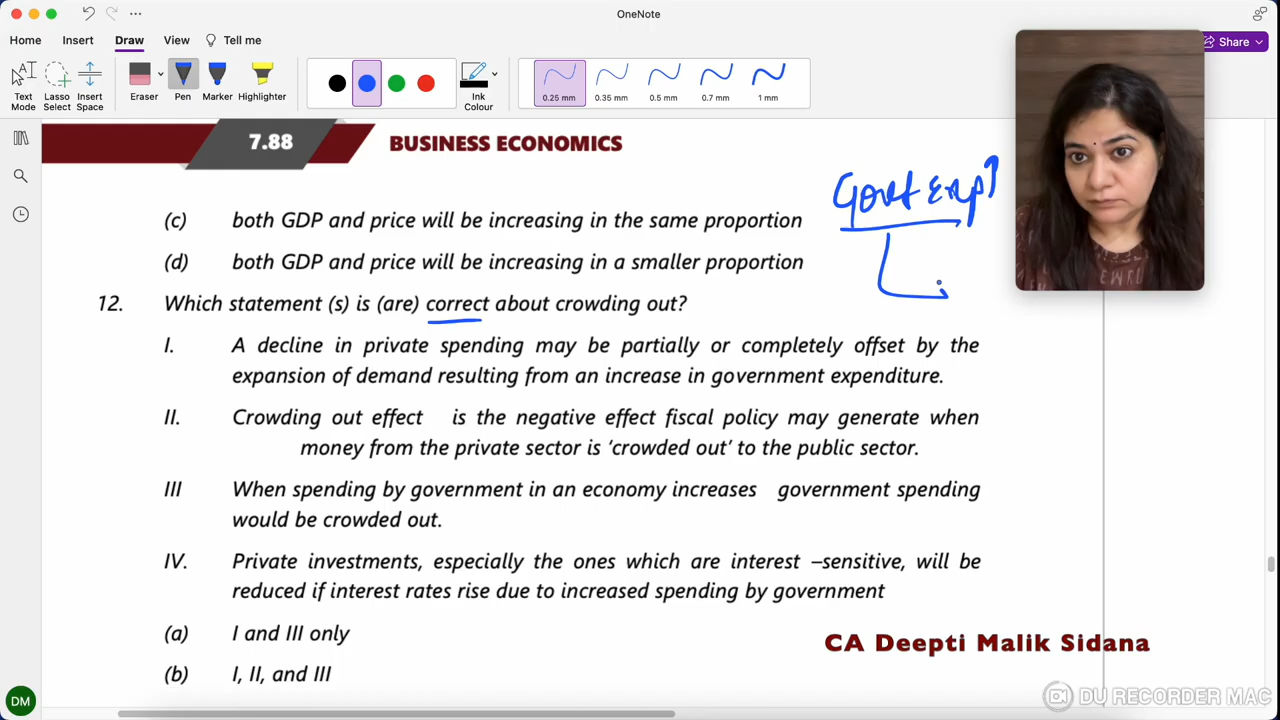 OneNote
Home Insert Draw View Tell me
Share
Text Mode
Lasso Select
Insert Space
Eraser
Pen
Marker
Highlighter
Ink Colour
0.25 mm
0.35 mm
0.5 mm
0.7 mm
1 mm
7.88 BUSINESS ECONOMICS
Govt Exp↑
(c) both GDP and price will be increasing in the same proportion
(d) both GDP and price will be increasing in a smaller proportion
12. Which statement (s) is (are) correct about crowding out?
I. A decline in private spending may be partially or completely offset by the
expansion of demand resulting from an increase in government expenditure.
II. Crowding out effect is the negative effect fiscal policy may generate when
money from the private sector is ‘crowded out’ to the public sector.
III When spending by government in an economy increases government spending
would be crowded out.
IV. Private investments, especially the ones which are interest –sensitive, will be
reduced if interest rates rise due to increased spending by government
(a) I and III only
(b) I, II, and III
CA Deepti Malik Sidana
DM
DU RECORDER MAC